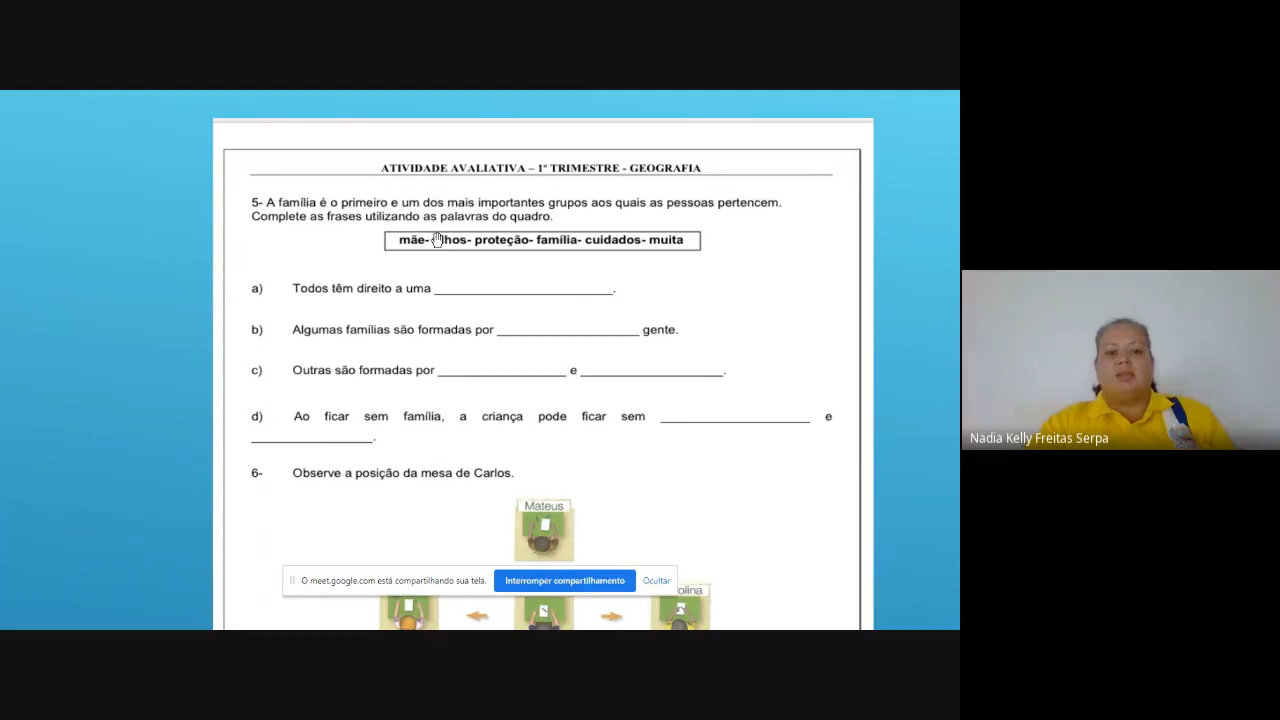 ATIVIDADE AVALIATIVA – 1º TRIMESTRE - GEOGRAFIA
5- A família é o primeiro e um dos mais importantes grupos aos quais as pessoas pertencem.
Complete as frases utilizando as palavras do quadro.
mãe- lhos- proteção- família- cuidados- muita
a) Todos têm direito a uma ___________________________.
b) Algumas famílias são formadas por _____________________ gente.
c) Outras são formadas por ___________________ e _____________________.
d) Ao ficar sem família, a criança pode ficar sem ______________________ e
__________________.
6- Observe a posição da mesa de Carlos.
Mateus
O meet.google.com está compartilhando sua tela.
Interromper compartilhamento
Ocultar
olina
Nadia Kelly Freitas Serpa